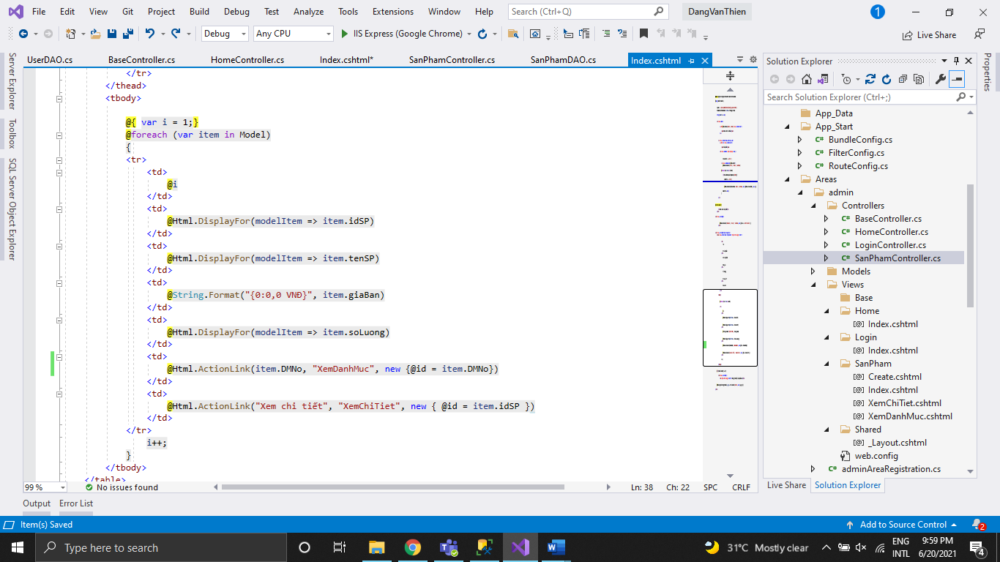 File Edit View Git Project Build Debug Test Analyze Tools Extensions Window Help Search (Ctrl+Q) DangVanThien 1
Debug Any CPU IIS Express (Google Chrome) Live Share
UserDAO.cs BaseController.cs HomeController.cs Index.cshtml* SanPhamController.cs SanPhamDAO.cs Index.cshtml
Server Explorer
Toolbox
SQL Server Object Explorer
</tr>
</thead>
<tbody>
@{ var i = 1;}
@foreach (var item in Model)
{
<tr>
<td>
@i
</td>
<td>
@Html.DisplayFor(modelItem => item.idSP)
</td>
<td>
@Html.DisplayFor(modelItem => item.tenSP)
</td>
<td>
@String.Format("{0:0,0 VNĐ}", item.giaBan)
</td>
<td>
@Html.DisplayFor(modelItem => item.soLuong)
</td>
<td>
@Html.ActionLink(item.DMNo, "XemDanhMuc", new {@id = item.DMNo})
</td>
<td>
@Html.ActionLink("Xem chi tiết", "XemChiTiet", new { @id = item.idSP })
</td>
</tr>
i++;
}
</tbody>
</table>
99 % No issues found Ln: 38 Ch: 22 SPC CRLF
Solution Explorer
Search Solution Explorer (Ctrl+;)
App_Data
App_Start
C# BundleConfig.cs
C# FilterConfig.cs
C# RouteConfig.cs
Areas
admin
Controllers
C# BaseController.cs
C# HomeController.cs
C# LoginController.cs
C# SanPhamController.cs
Models
Views
Base
Home
[@] Index.cshtml
Login
[@] Index.cshtml
SanPham
[@] Create.cshtml
[@] Index.cshtml
[@] XemChiTiet.cshtml
[@] XemDanhMuc.cshtml
Shared
[@] _Layout.cshtml
web.config
C# adminAreaRegistration.cs
Live Share Solution Explorer
Properties
Output Error List
Item(s) Saved Add to Source Control 2
Type here to search 31°C Mostly clear ENG INTL 9:59 PM 6/20/2021 4